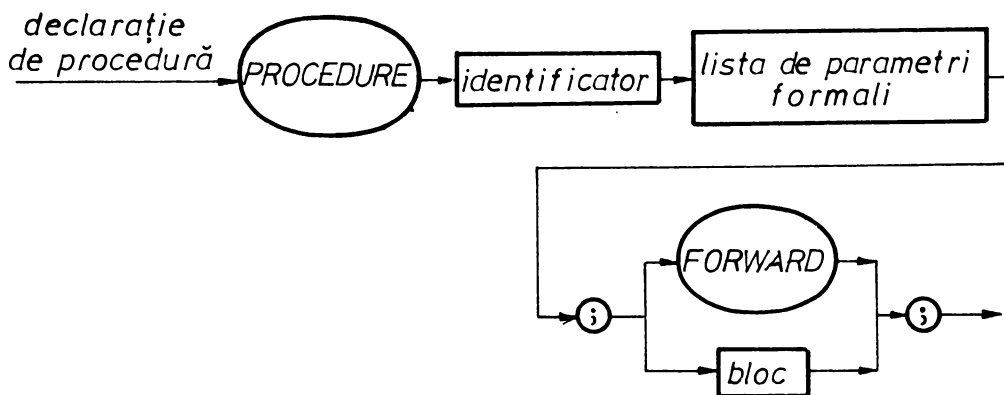 declarație
de procedură
PROCEDURE
identificator
lista de parametri
formali
;
FORWARD
;
bloc